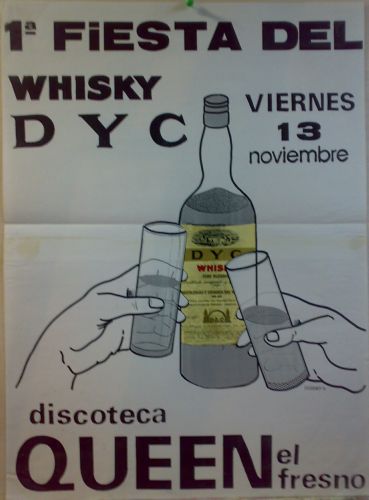 1ª FiESTA DEL
WHISKY
DYC
VIERNES
13
noviembre
DYC
WHISKY
discoteca
QUEEN el
fresno